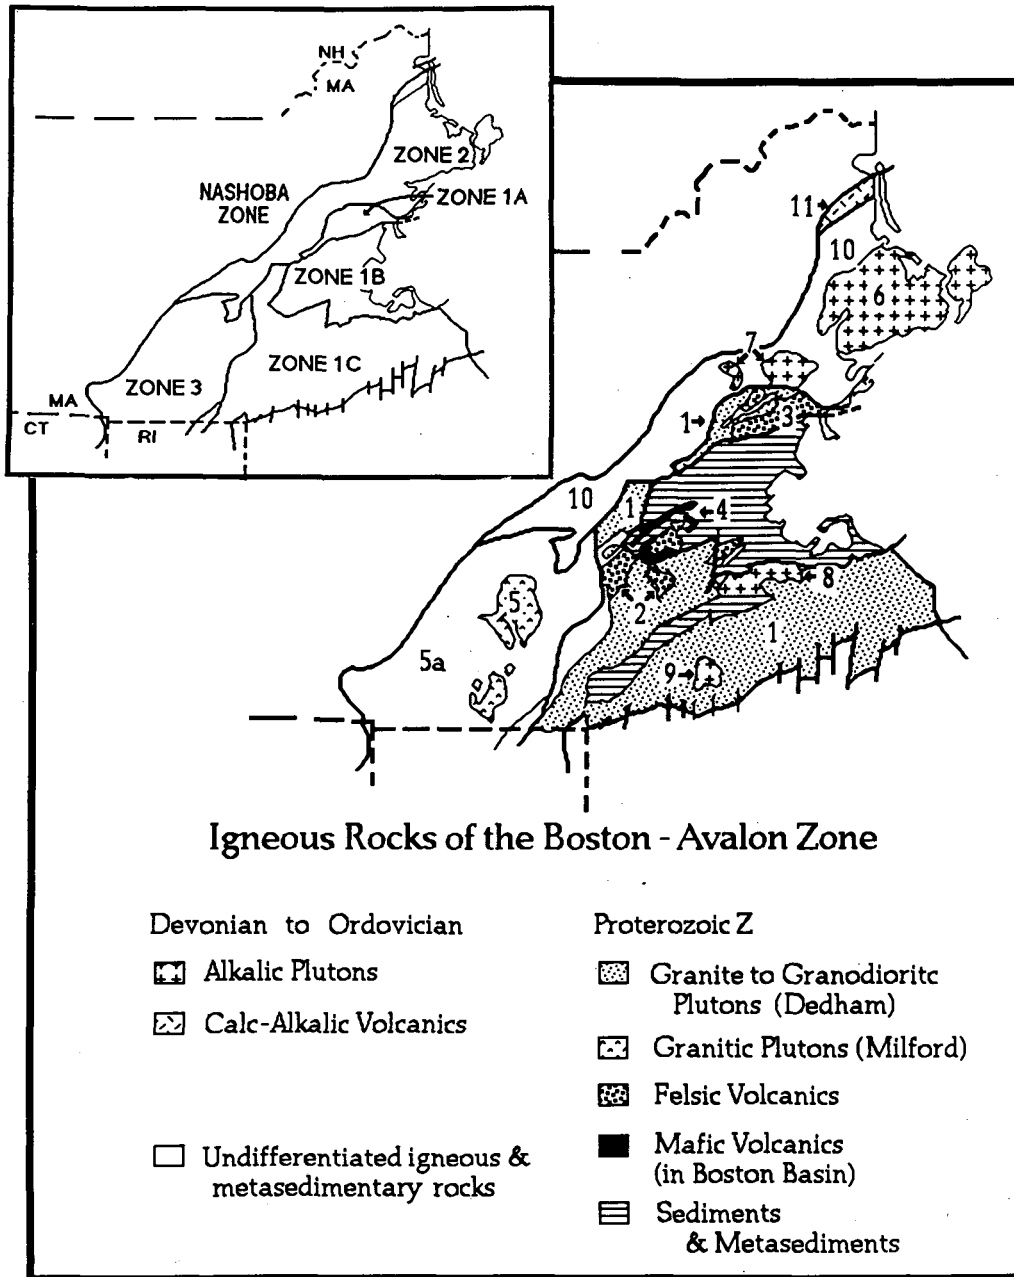 NH
MA
ZONE 2
NASHOBA
ZONE
ZONE 1A
ZONE 1B
ZONE 1C
ZONE 3
MA
CT
RI
11
10
6
7
1
3
10
1
4
5
2
8
1
5a
9
Igneous Rocks of the Boston - Avalon Zone
Devonian to Ordovician
Alkalic Plutons
Calc-Alkalic Volcanics
Undifferentiated igneous &
metasedimentary rocks
Proterozoic Z
Granite to Granodioritc
Plutons (Dedham)
Granitic Plutons (Milford)
Felsic Volcanics
Mafic Volcanics
(in Boston Basin)
Sediments
& Metasediments